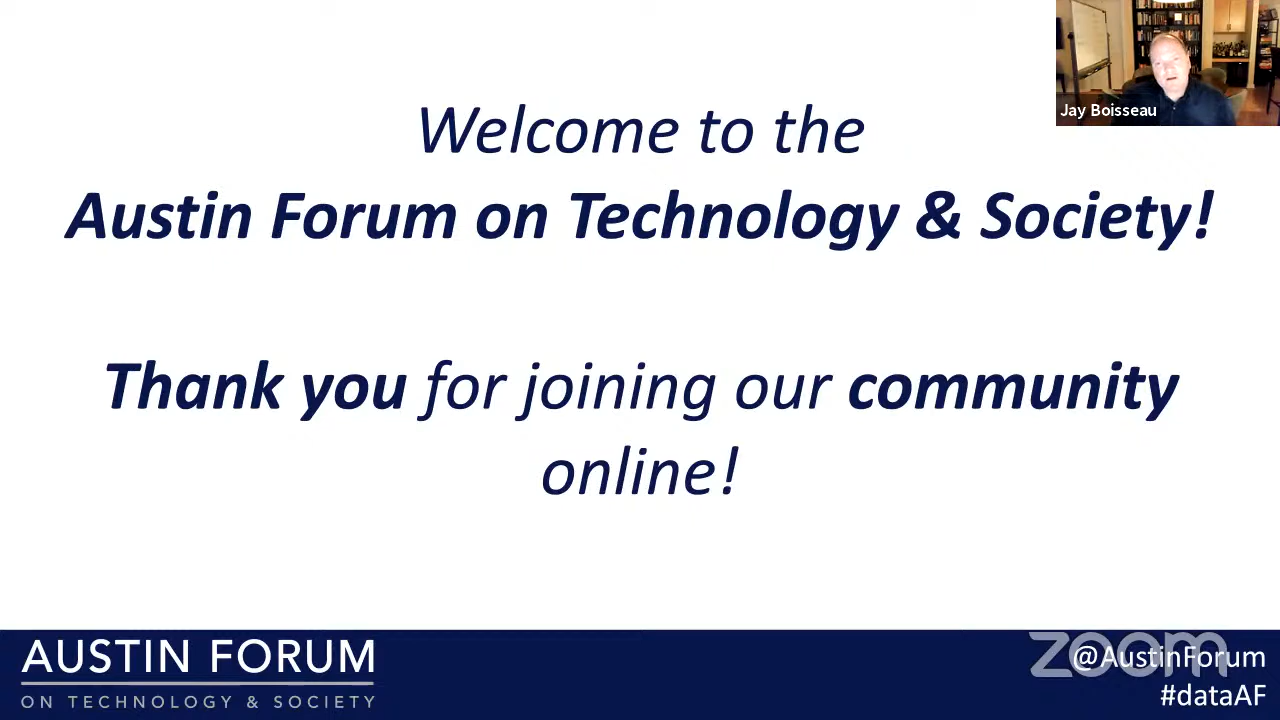 Jay Boisseau
Welcome to the
Austin Forum on Technology & Society!
Thank you for joining our community
online!
AUSTIN FORUM
ON TECHNOLOGY & SOCIETY
zoom
@AustinForum
#dataAF